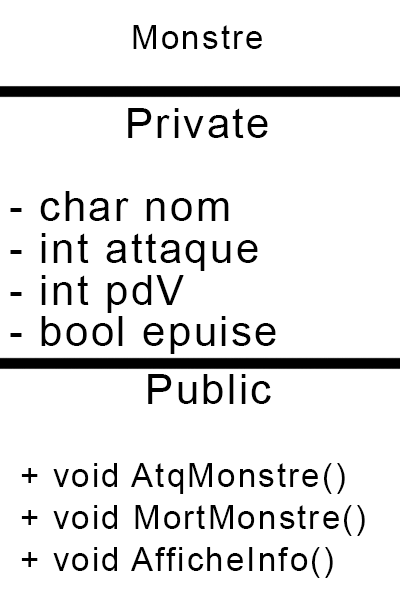 Monstre
Private
- char nom
- int attaque
- int pdV
- bool epuise
Public
+ void AtqMonstre()
+ void MortMonstre()
+ void AfficheInfo()